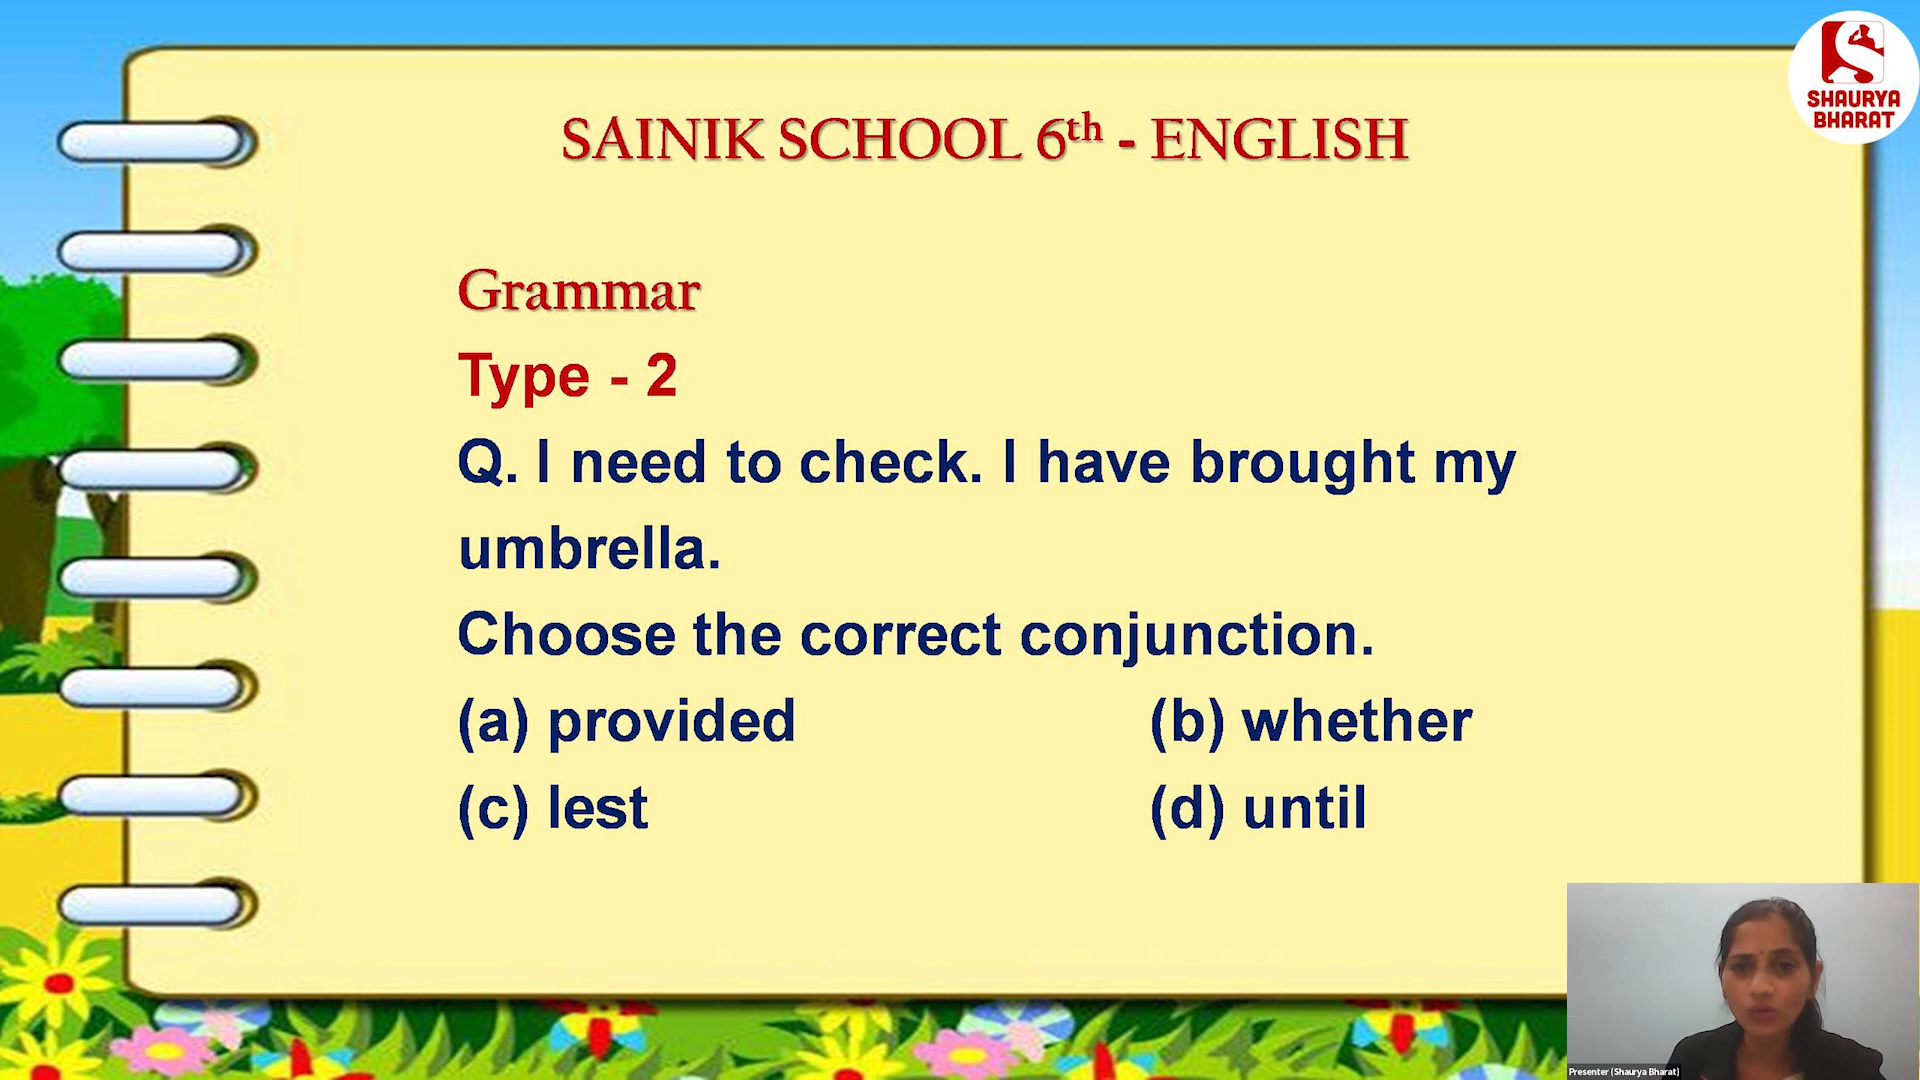 SHAURYA
BHARAT
SAINIK SCHOOL 6th - ENGLISH
Grammar
Type - 2
Q. I need to check. I have brought my
umbrella.
Choose the correct conjunction.
(a) provided (b) whether
(c) lest (d) until
Presenter (Shaurya Bharat)